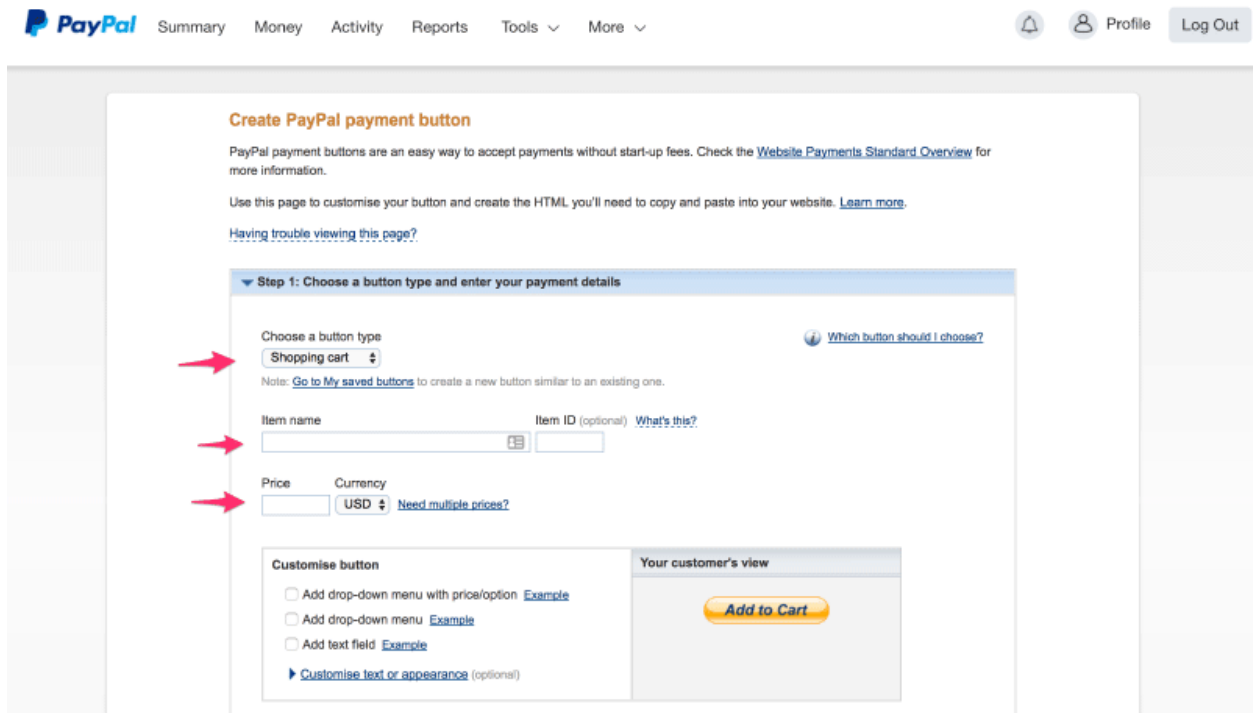 PayPal Summary Money Activity Reports Tools More Profile Log Out
Create PayPal payment button
PayPal payment buttons are an easy way to accept payments without start-up fees. Check the Website Payments Standard Overview for
more information.
Use this page to customise your button and create the HTML you'll need to copy and paste into your website. Learn more.
Having trouble viewing this page?
Step 1: Choose a button type and enter your payment details
Choose a button type
Which button should I choose?
Shopping cart
Note: Go to My saved buttons to create a new button similar to an existing one.
Item name Item ID (optional) What's this?
Price Currency
USD Need multiple prices?
Customise button
Add drop-down menu with price/option Example
Add drop-down menu Example
Add text field Example
Customise text or appearance (optional)
Your customer's view
Add to Cart